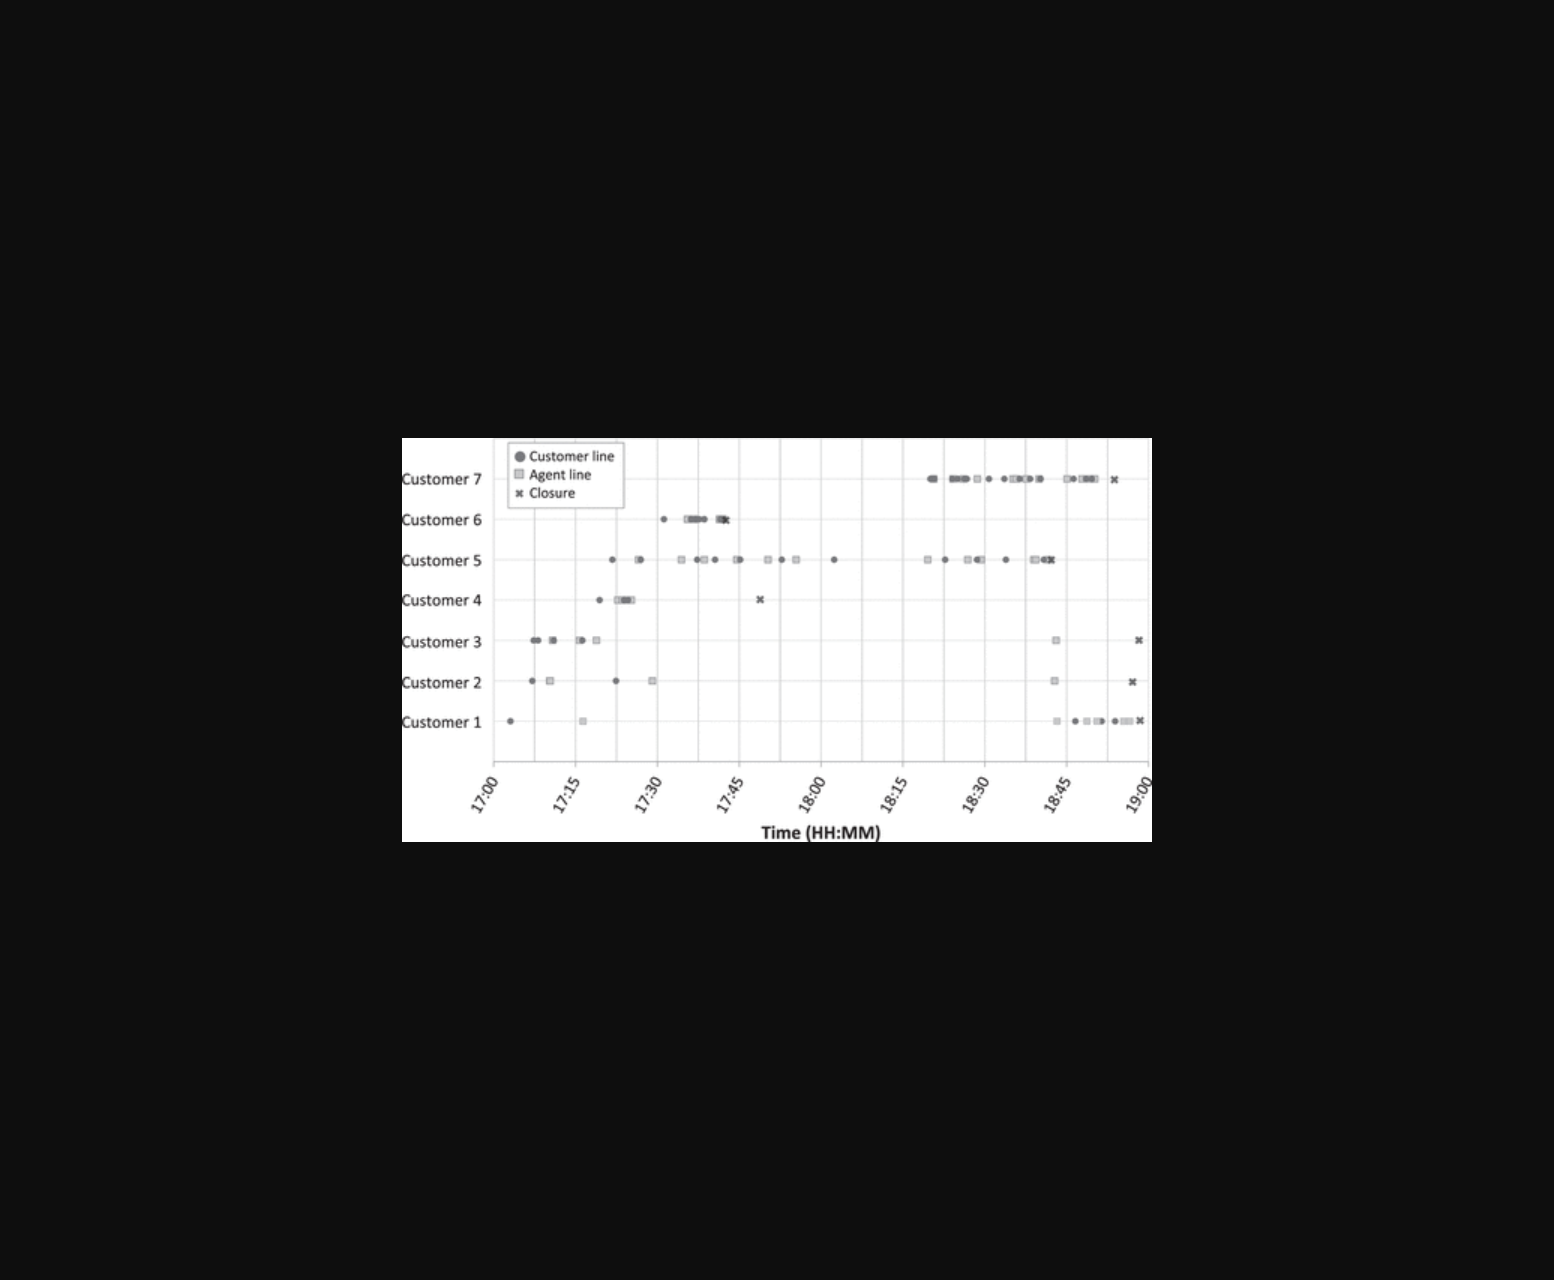 Customer line
Agent line
Closure
Customer 7
Customer 6
Customer 5
Customer 4
Customer 3
Customer 2
Customer 1
17:00 17:15 17:30 17:45 18:00 18:15 18:30 18:45 19:00
Time (HH:MM)